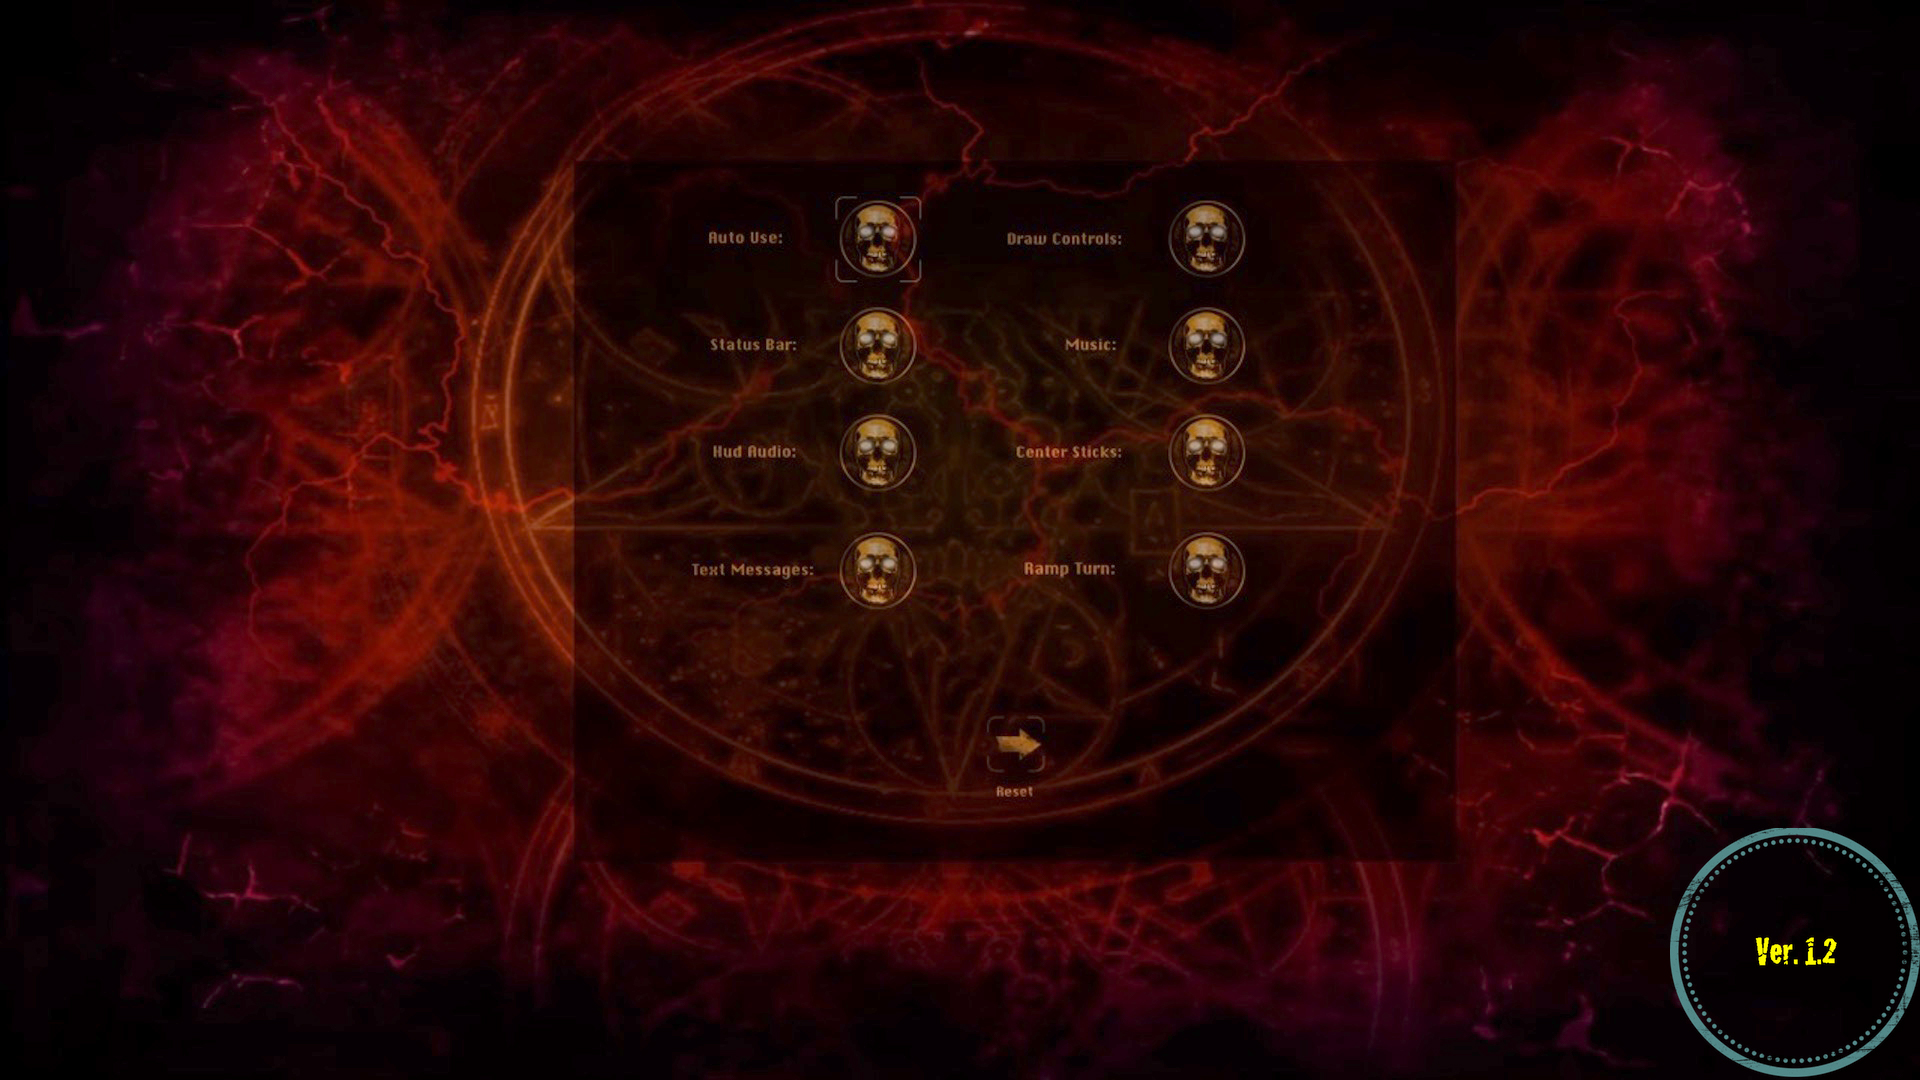 Auto Use:
Draw Controls:
Status Bar:
Music:
Hud Audio:
Center Sticks:
Text Messages:
Ramp Turn:
Reset
Ver. 1.2